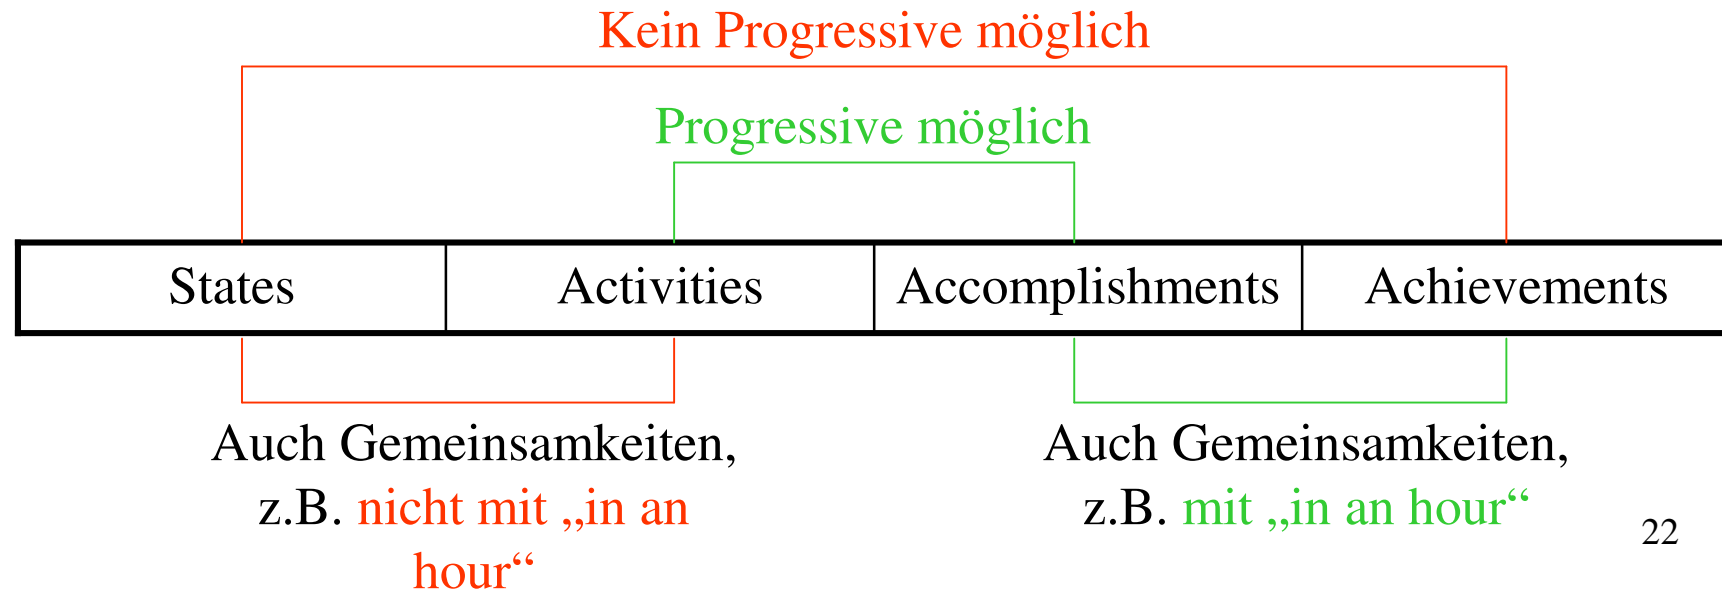 Kein Progressive möglich
Progressive möglich
States Activities Accomplishments Achievements
Auch Gemeinsamkeiten,
z.B. nicht mit „in an
hour“
Auch Gemeinsamkeiten,
z.B. mit „in an hour“
22